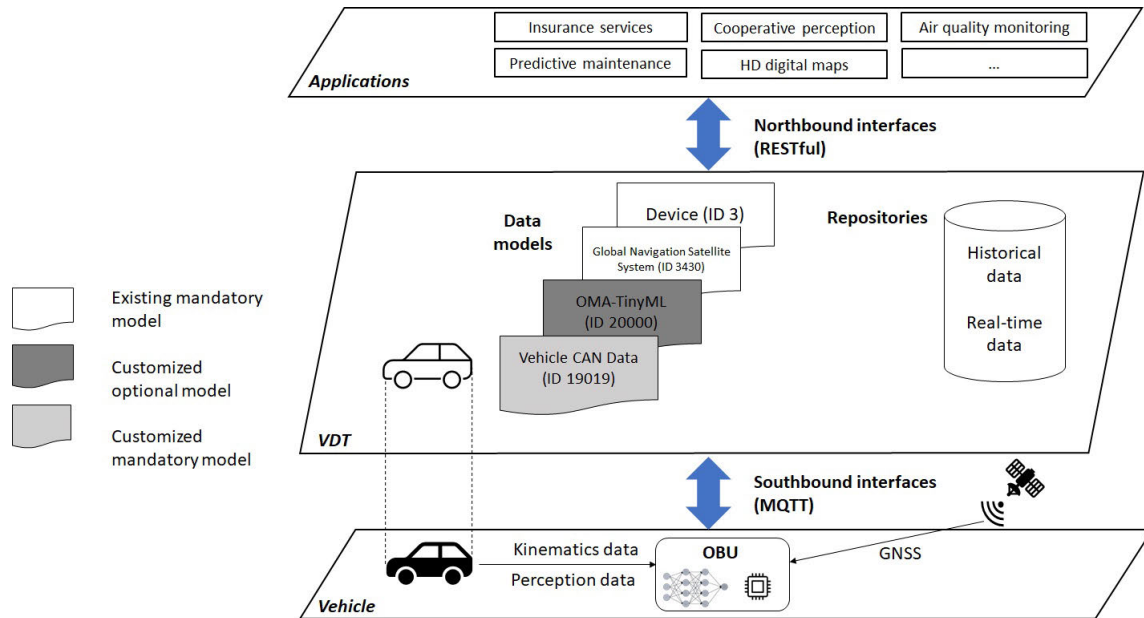 Insurance services
Cooperative perception
Air quality monitoring
Predictive maintenance
HD digital maps
...
Applications
Northbound interfaces
(RESTful)
Data
models
Device (ID 3)
Global Navigation Satellite
System (ID 3430)
OMA-TinyML
(ID 20000)
Vehicle CAN Data
(ID 19019)
Repositories
Historical
data
Real-time
data
Existing mandatory
model
Customized
optional model
Customized
mandatory model
VDT
Southbound interfaces
(MQTT)
Kinematics data
Perception data
OBU
GNSS
Vehicle